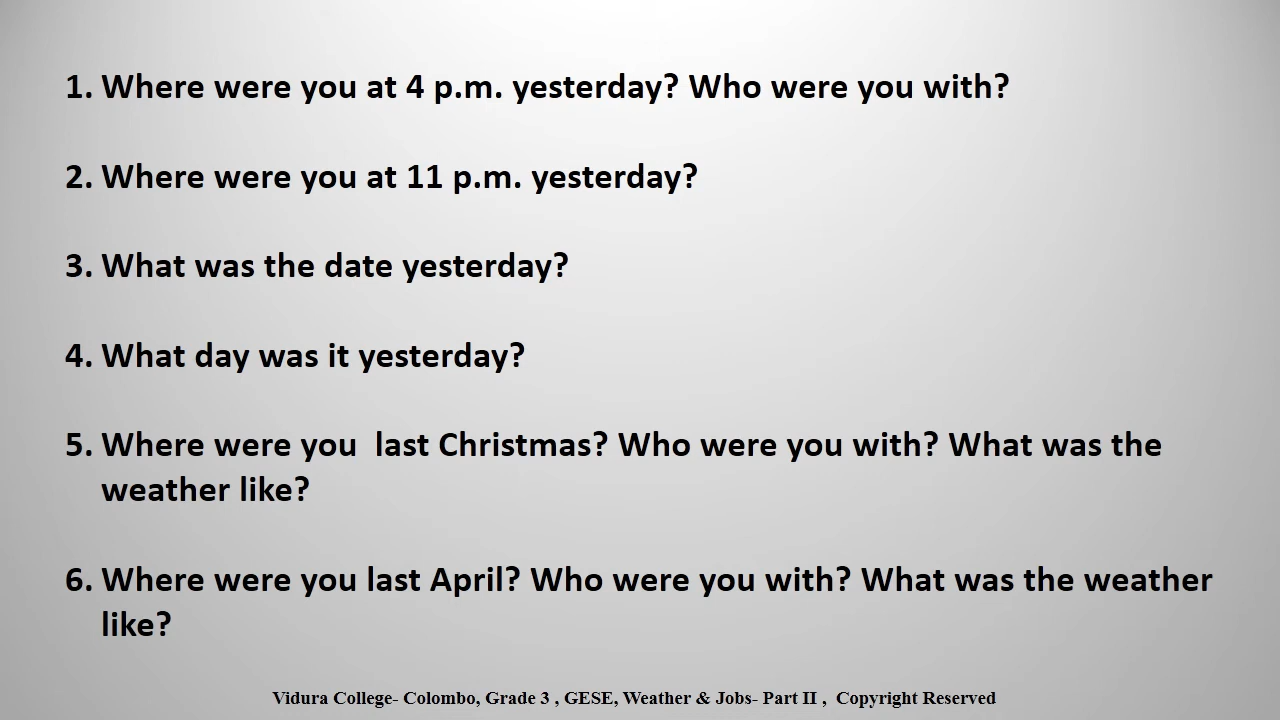 1. Where were you at 4 p.m. yesterday? Who were you with?
2. Where were you at 11 p.m. yesterday?
3. What was the date yesterday?
4. What day was it yesterday?
5. Where were you  last Christmas? Who were you with? What was the
weather like?
6. Where were you last April? Who were you with? What was the weather
like?
Vidura College- Colombo, Grade 3 , GESE, Weather & Jobs- Part II ,  Copyright Reserved